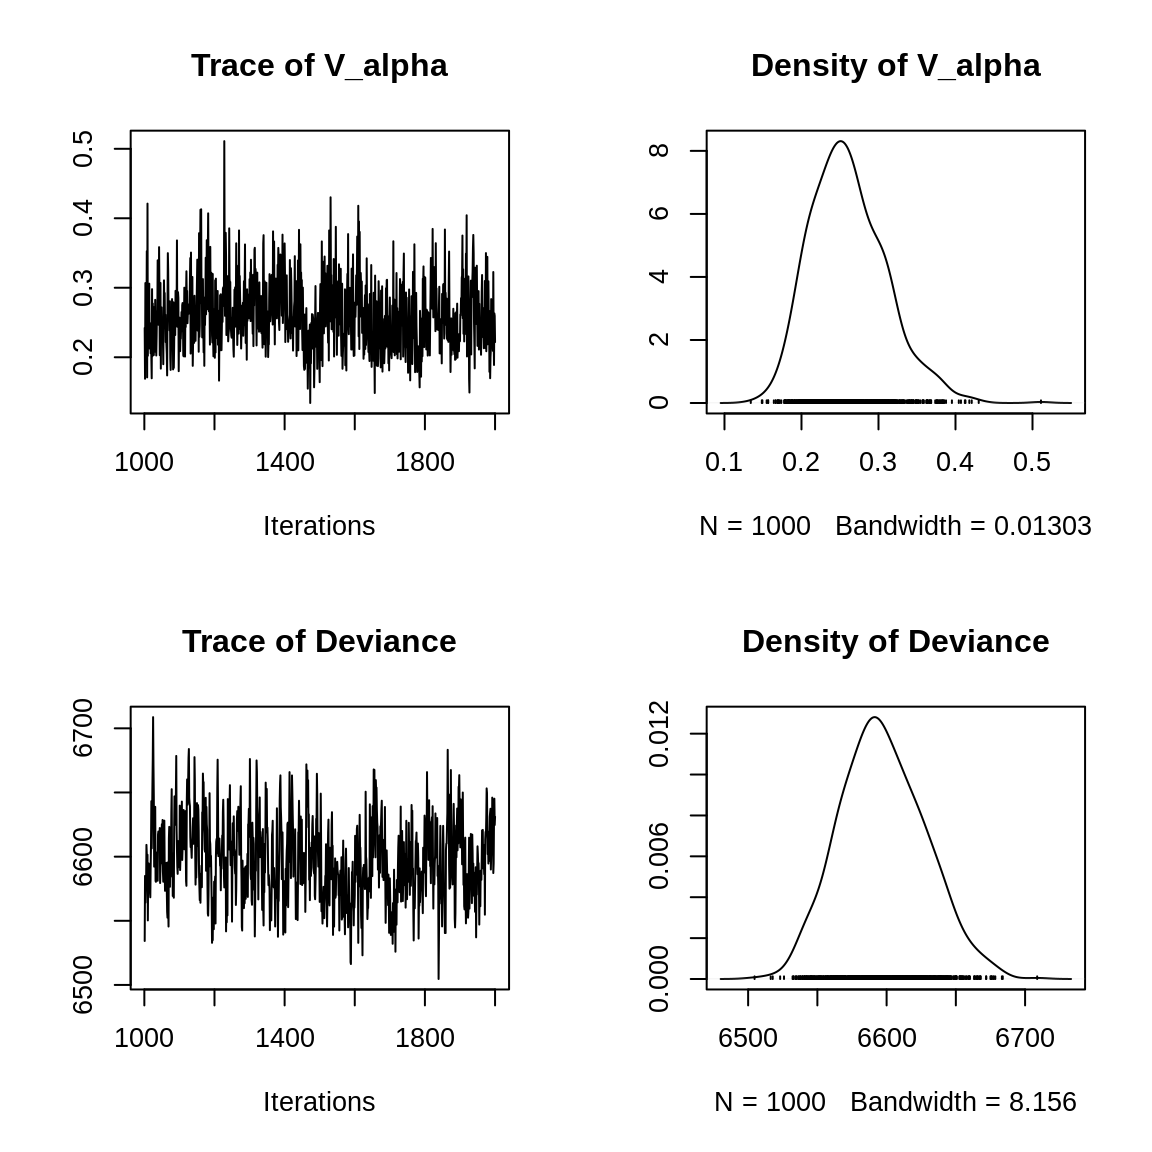 Trace of V_alpha
0.5
0.4
0.3
0.2
1000 1400 1800
Iterations
Density of V_alpha
8
6
4
2
0
0.1 0.2 0.3 0.4 0.5
N = 1000 Bandwidth = 0.01303
Trace of Deviance
6700
6600
6500
1000 1400 1800
Iterations
Density of Deviance
0.012
0.006
0.000
6500 6600 6700
N = 1000 Bandwidth = 8.156